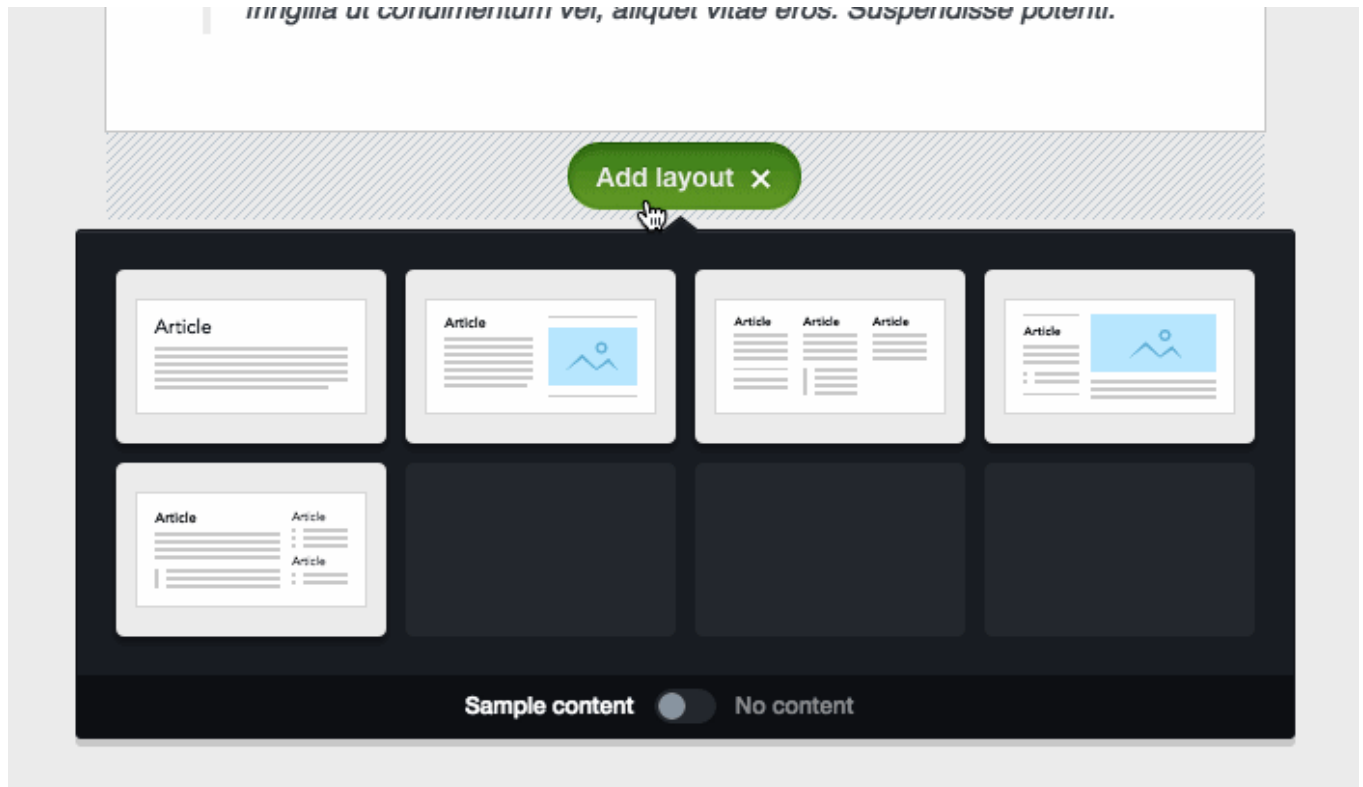 fringilla ut condimentum vel, aliquet vitae eros. Suspendisse potenti.
Add layout ×
Article
Article
Article Article Article
Article
Article Article
Article
Sample content No content